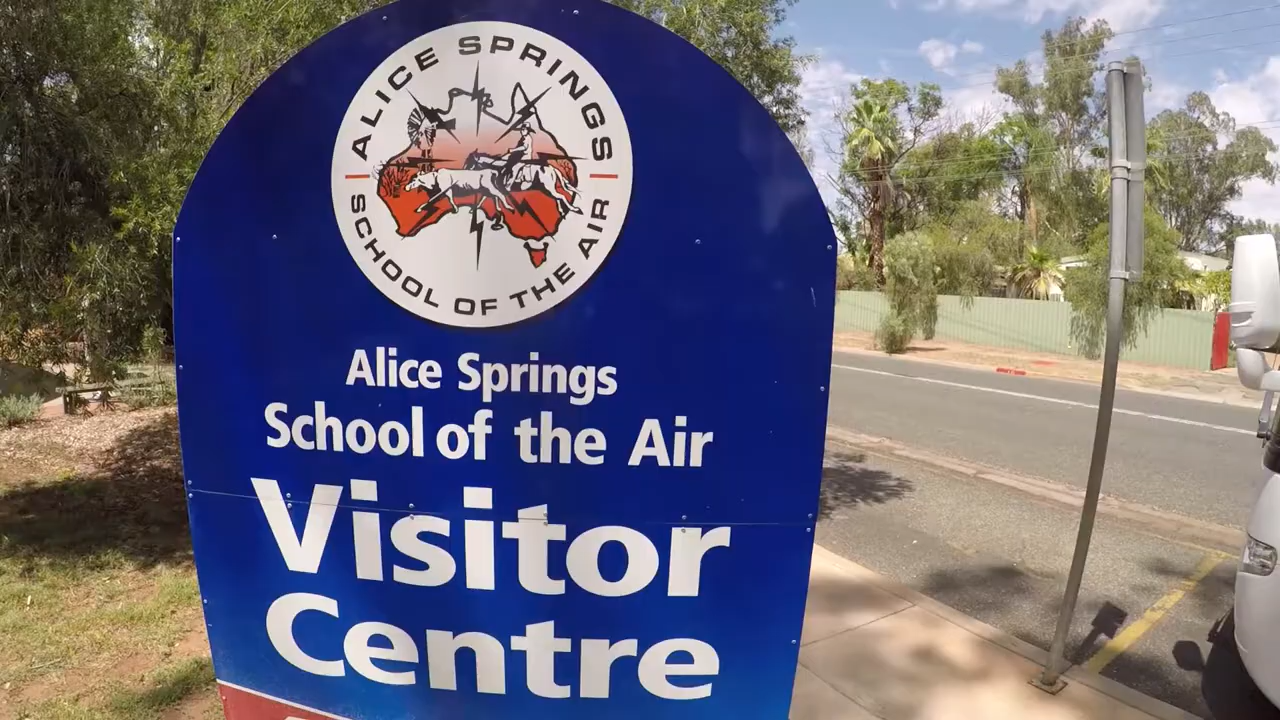 ALICE SPRINGS
SCHOOL OF THE AIR
Alice Springs
School of the Air
Visitor
Centre